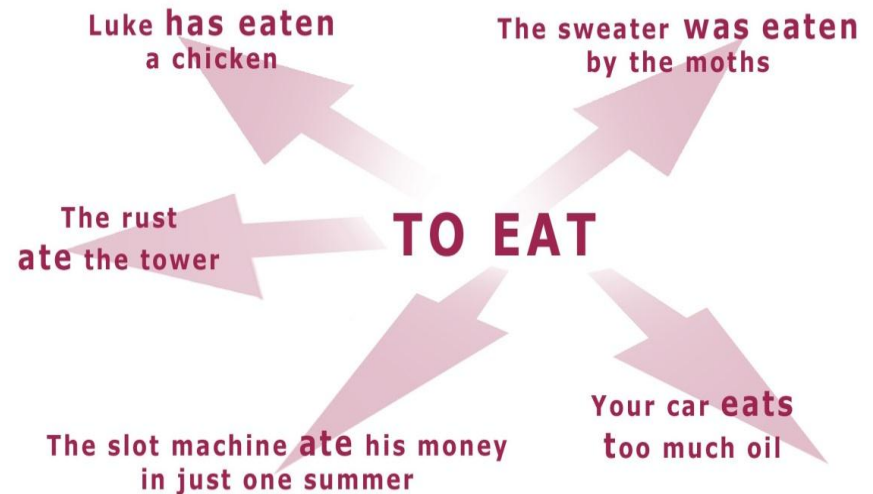 Luke has eaten
a chicken
The sweater was eaten
by the moths
The rust
ate the tower
TO EAT
The slot machine ate his money
in just one summer
Your car eats
too much oil